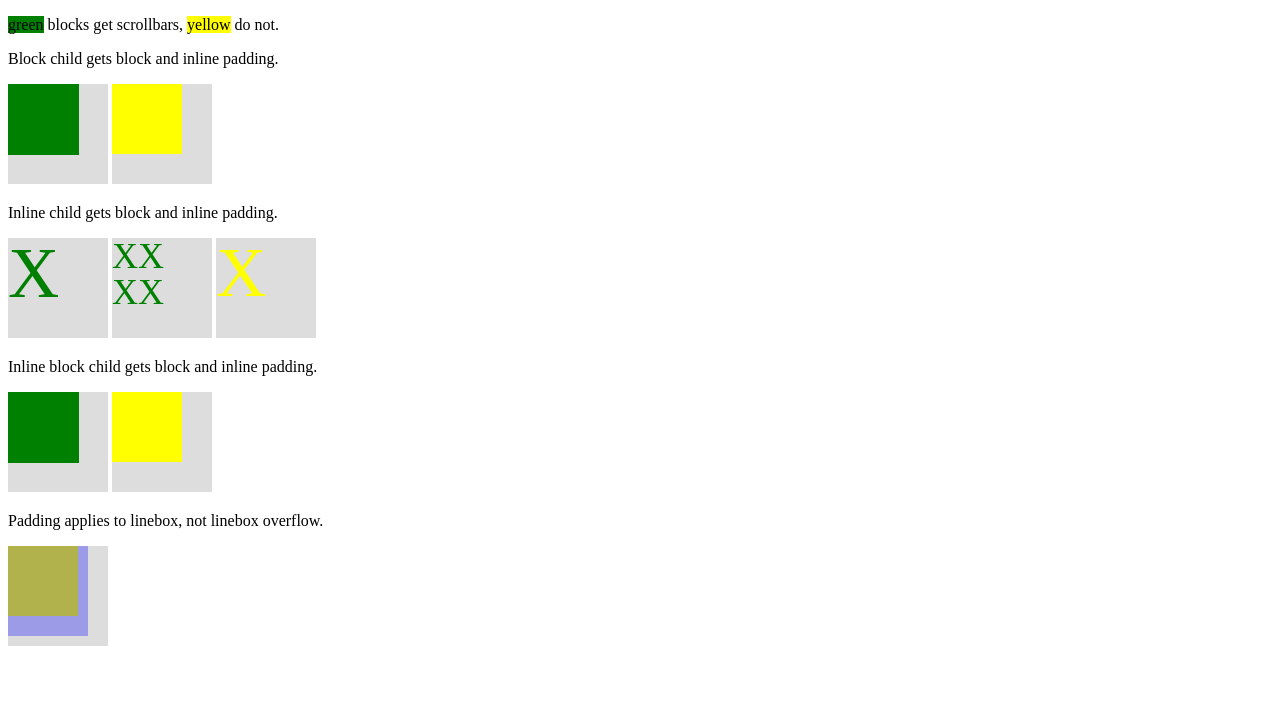 green blocks get scrollbars, yellow do not.
Block child gets block and inline padding.
Inline child gets block and inline padding.
X XX X
XX
Inline block child gets block and inline padding.
Padding applies to linebox, not linebox overflow.